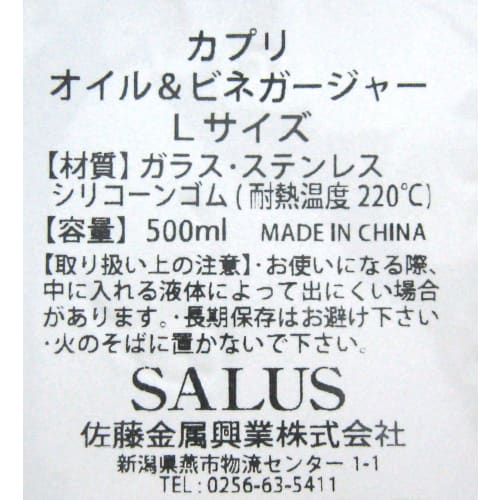 カプリ
オイル&ビネガージャー
Lサイズ
【材質】ガラス・ステンレス
シリコーンゴム(耐熱温度220℃)
【容量】500ml MADE IN CHINA
【取り扱い上の注意】・お使いになる際、
中に入れる液体によって出にくい場合
があります。・長期保存はお避け下さい
・火のそばに置かないで下さい。
SALUS
佐藤金属興業株式会社
新潟県燕市物流センター1-1
TEL: 0256-63-5411